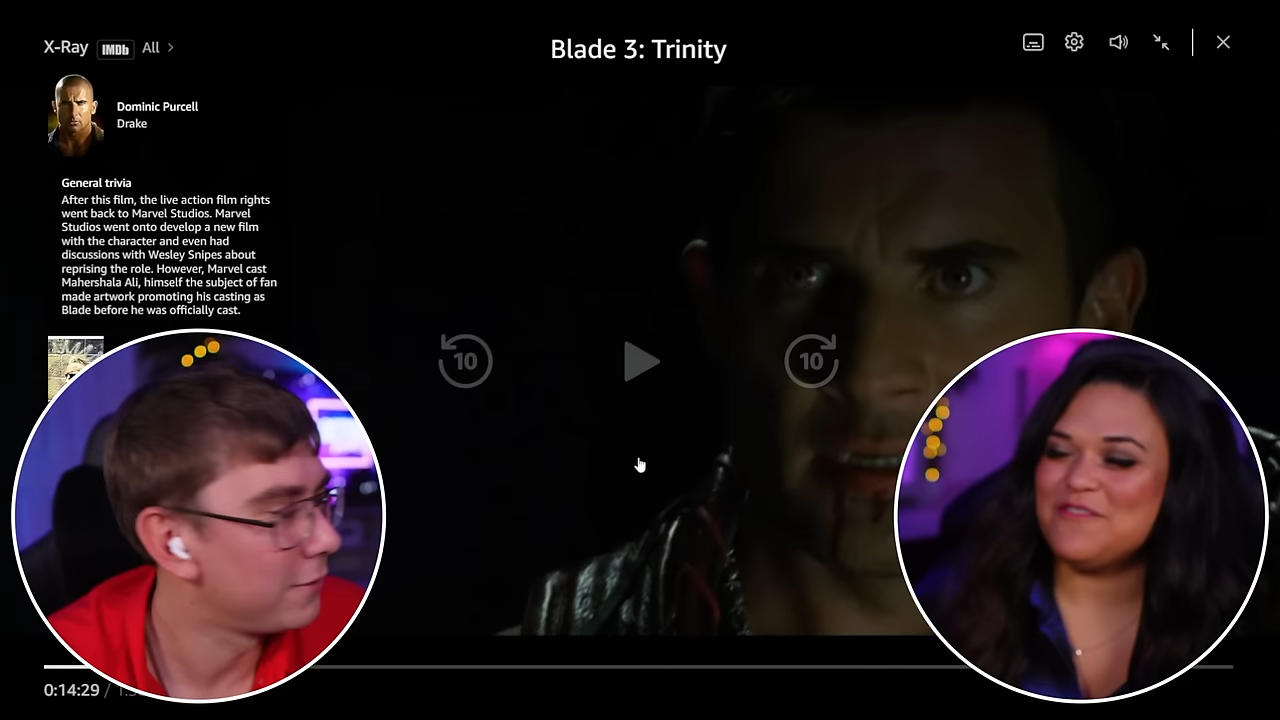 X-Ray IMDb All
Blade 3: Trinity
Dominic Purcell
Drake
General trivia
After this film, the live action film rights
went back to Marvel Studios. Marvel
Studios went onto develop a new film
with the character and even had
discussions with Wesley Snipes about
reprising the role. However, Marvel cast
Mahershala Ali, himself the subject of fan
made artwork promoting his casting as
Blade before he was officially cast.
10
10
0:14:29 /